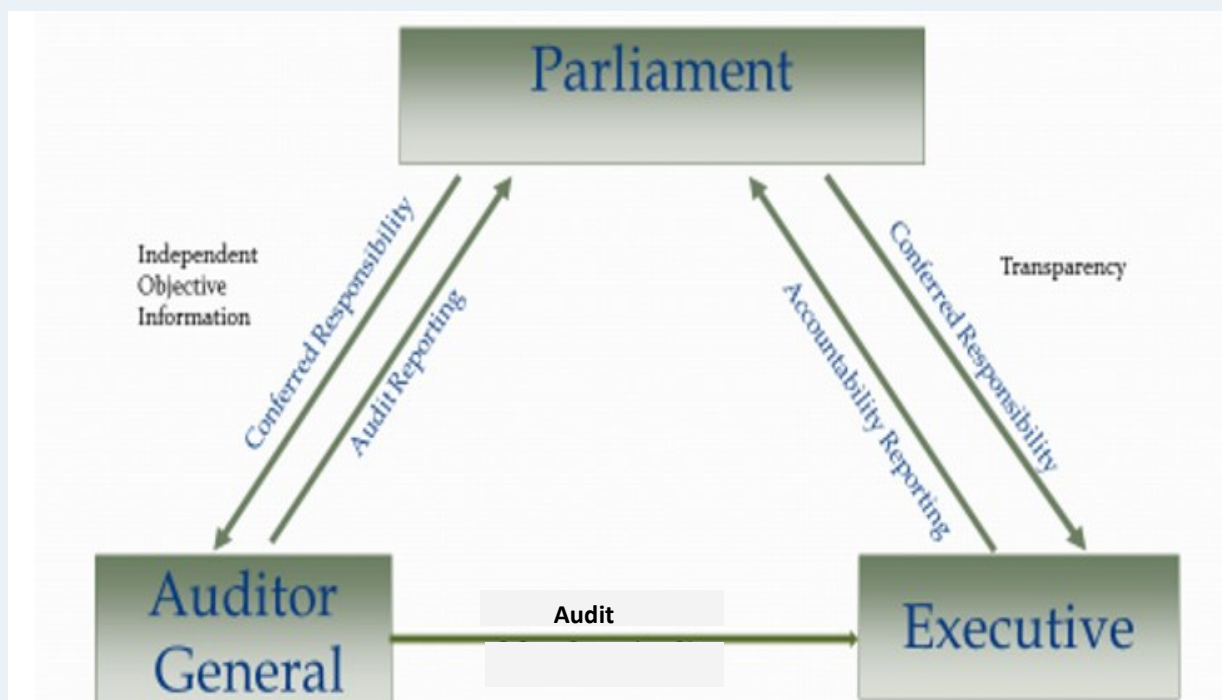 Parliament
Independent
Objective
Information
Conferred Responsibility
Audit Reporting
Accountability Reporting
Conferred Responsibility
Transparency
Auditor
General
Audit
Executive